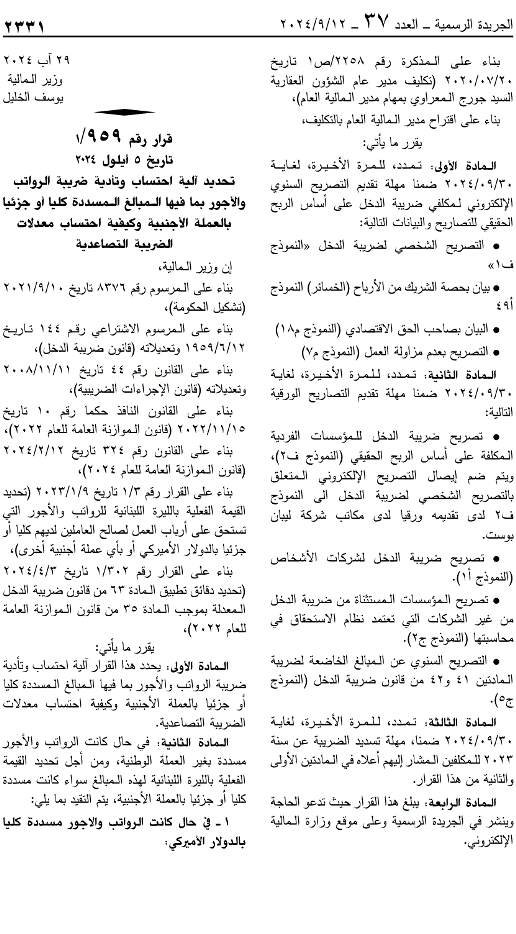 الجريدة الرسمية ــ العدد ٣٧ ــ ٢٠٢٤/٩/١٢
٢٣٣١
بناء على المذكرة رقم ٢٢٥٨/ص١ تاريخ
٢٠٢٠/٠٧/٢٠ (تكليف مدير عام الشؤون العقارية
السيد جورج المعراوي بمهام مدير المالية العام)،
بناء على اقتراح مدير المالية العام بالتكليف،
يقرر ما يأتي:
المادة الأولى: تمدد، للمرة الأخيرة، لغاية
٢٠٢٤/٠٩/٣٠ ضمنا مهلة تقديم التصريح السنوي
الإلكتروني لمكلفي ضريبة الدخل على أساس الربح
الحقيقي للتصاريح والبيانات التالية:
● التصريح الشخصي لضريبة الدخل «النموذج
ف١»
● بيان بحصة الشريك من الأرباح (الخسائر) النموذج
أ٤٩
● البيان بصاحب الحق الاقتصادي (النموذج م١٨)
● التصريح بعدم مزاولة العمل (النموذج م٧)
المادة الثانية: تمدد، للمرة الأخيرة، لغاية
٢٠٢٤/٠٩/٣٠ ضمنا مهلة تقديم التصاريح الورقية
التالية:
● تصريح ضريبة الدخل للمؤسسات الفردية
المكلفة على أساس الربح الحقيقي (النموذج ف٢)،
ويتم ضم إيصال التصريح الإلكتروني المتعلق
بالتصريح الشخصي لضريبة الدخل الى النموذج
ف٢ لدى تقديمه ورقيا لدى مكاتب شركة ليبان
بوست.
● تصريح ضريبة الدخل لشركات الأشخاص
(النموذج أ١).
● تصريح المؤسسات المستثناة من ضريبة الدخل
من غير الشركات التي تعتمد نظام الاستحقاق في
محاسبتها (النموذج ج٢).
● التصريح السنوي عن المبالغ الخاضعة لضريبة
المادتين ٤١ و٤٢ من قانون ضريبة الدخل (النموذج
ج٥).
المادة الثالثة: تمدد، للمرة الأخيرة، لغاية
٢٠٢٤/٠٩/٣٠ ضمنا، مهلة تسديد الضريبة عن سنة
٢٠٢٣ للمكلفين المشار إليهم أعلاه في المادتين الأولى
والثانية من هذا القرار.
المادة الرابعة: يبلغ هذا القرار حيث تدعو الحاجة
وينشر في الجريدة الرسمية وعلى موقع وزارة المالية
الإلكتروني.
٢٩ آب ٢٠٢٤
وزير المالية
يوسف الخليل
قرار رقم ٩٥٩/١
تاريخ ٥ أيلول ٢٠٢٤
تحديد آلية احتساب وتأدية ضريبة الرواتب
والأجور بما فيها المبالغ المسددة كليا أو جزئيا
بالعملة الأجنبية وكيفية احتساب معدلات
الضريبة التصاعدية
إن وزير المالية،
بناء على المرسوم رقم ٨٣٧٦ تاريخ ٢٠٢١/٩/١٠
(تشكيل الحكومة)،
بناء على المرسوم الاشتراعي رقم ١٤٤ تاريخ
١٩٥٩/٦/١٢ وتعديلاته (قانون ضريبة الدخل)،
بناء على القانون رقم ٤٤ تاريخ ٢٠٠٨/١١/١١
وتعديلاته (قانون الإجراءات الضريبية)،
بناء على القانون النافذ حكما رقم ١٠ تاريخ
٢٠٢٢/١١/١٥ (قانون الموازنة العامة للعام ٢٠٢٢)،
بناء على القانون رقم ٣٢٤ تاريخ ٢٠٢٤/٢/١٢
(قانون الموازنة العامة للعام ٢٠٢٤)،
بناء على القرار رقم ١/٣ تاريخ ٢٠٢٣/١/٩ (تحديد
القيمة الفعلية بالليرة اللبنانية للرواتب والأجور التي
تستحق على أرباب العمل لصالح العاملين لديهم كليا أو
جزئيا بالدولار الأميركي أو بأي عملة أجنبية أخرى)،
بناء على القرار رقم ١/٣٠٢ تاريخ ٢٠٢٤/٤/٣
(تحديد دقائق تطبيق المادة ٦٣ من قانون ضريبة الدخل
المعدلة بموجب المادة ٣٥ من قانون الموازنة العامة
للعام ٢٠٢٢)،
يقرر ما يأتي:
المادة الأولى: يحدد هذا القرار آلية احتساب وتأدية
ضريبة الرواتب والأجور بما فيها المبالغ المسددة كليا
أو جزئيا بالعملة الأجنبية وكيفية احتساب معدلات
الضريبة التصاعدية.
المادة الثانية: في حال كانت الرواتب والأجور
مسددة بغير العملة الوطنية، ومن أجل تحديد القيمة
الفعلية بالليرة اللبنانية لهذه المبالغ سواء كانت مسددة
كليا أو جزئيا بالعملة الأجنبية، يتم التقيد بما يلي:
١ ــ في حال كانت الرواتب والاجور مسددة كليا
بالدولار الأميركي: